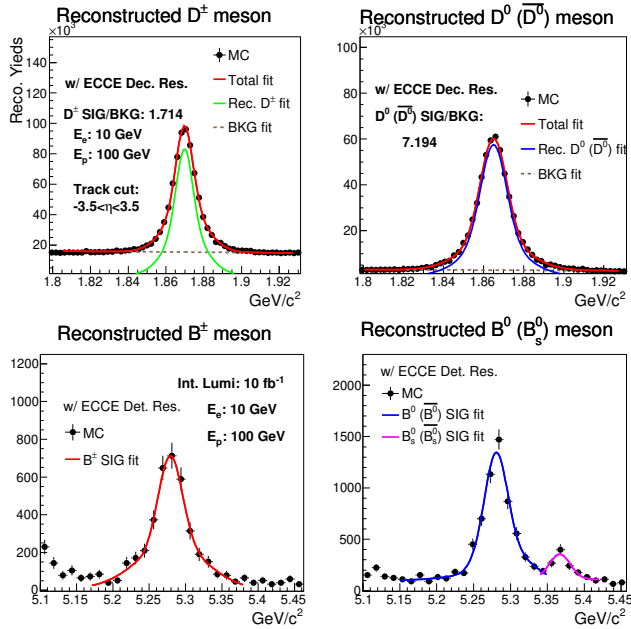 Reconstructed D± meson
×10³
Reco. Yieds
140
120
100
80
60
40
20
w/ ECCE Dec. Res.
D± SIG/BKG: 1.714
Eₑ: 10 GeV
Eₚ: 100 GeV
Track cut:
-3.5<η<3.5
MC
Total fit
Rec. D± fit
BKG fit
1.8 1.82 1.84 1.86 1.88 1.9 1.92
GeV/c²
Reconstructed D⁰ (D̅⁰) meson
×10³
100
80
60
40
20
w/ ECCE Dec. Res.
D⁰ (D̅⁰) SIG/BKG:
7.194
MC
Total fit
Rec. D⁰ (D̅⁰) fit
BKG fit
1.8 1.82 1.84 1.86 1.88 1.9 1.92
GeV/c²
Reconstructed B± meson
1200
1000
800
600
400
200
0
Int. Lumi: 10 fb⁻¹
w/ ECCE Det. Res.
Eₑ: 10 GeV
MC
Eₚ: 100 GeV
B± SIG fit
5.1 5.15 5.2 5.25 5.3 5.35 5.4 5.45
GeV/c²
Reconstructed B⁰ (B⁰ₛ) meson
2000
1500
1000
500
0
w/ ECCE Det. Res.
MC
B⁰ (B̅⁰) SIG fit
B⁰ₛ (B̅⁰ₛ) SIG fit
5.1 5.15 5.2 5.25 5.3 5.35 5.4 5.45
GeV/c²